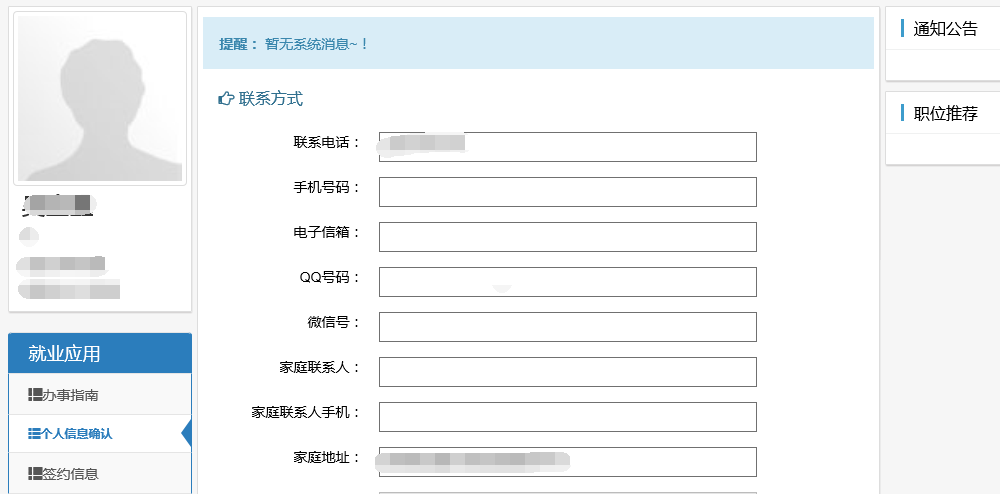 就业应用
办事指南
个人信息确认
签约信息
提醒： 暂无系统消息~！
联系方式
联系电话：
手机号码：
电子信箱：
QQ号码：
微信号：
家庭联系人：
家庭联系人手机：
家庭地址：
通知公告
职位推荐